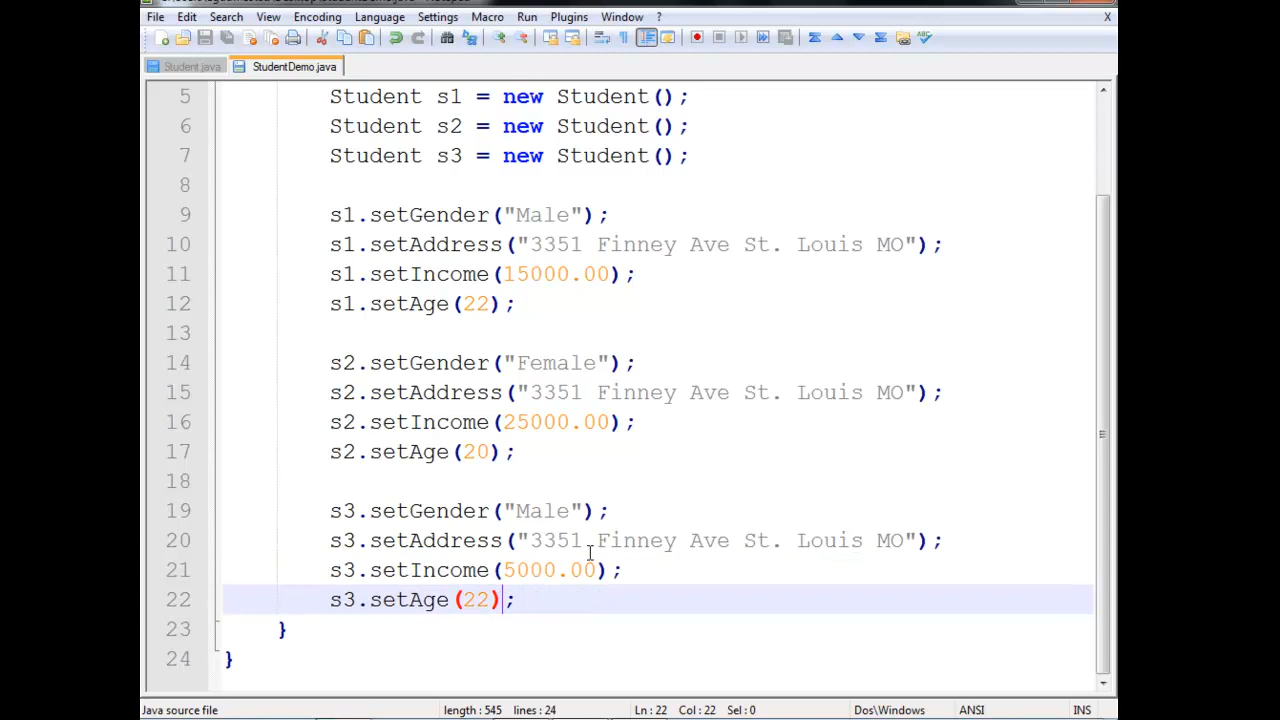 File Edit Search View Encoding Language Settings Macro Run Plugins Window ? X
Student.java StudentDemo.java
5 Student s1 = new Student();
6 Student s2 = new Student();
7 Student s3 = new Student();
8
9 s1.setGender("Male");
10 s1.setAddress("3351 Finney Ave St. Louis MO");
11 s1.setIncome(15000.00);
12 s1.setAge(22);
13
14 s2.setGender("Female");
15 s2.setAddress("3351 Finney Ave St. Louis MO");
16 s2.setIncome(25000.00);
17 s2.setAge(20);
18
19 s3.setGender("Male");
20 s3.setAddress("3351 Finney Ave St. Louis MO");
21 s3.setIncome(5000.00);
22 s3.setAge(22);
23 }
24 }
Java source file length : 545 lines : 24 Ln : 22 Col : 22 Sel : 0 Dos\Windows ANSI INS